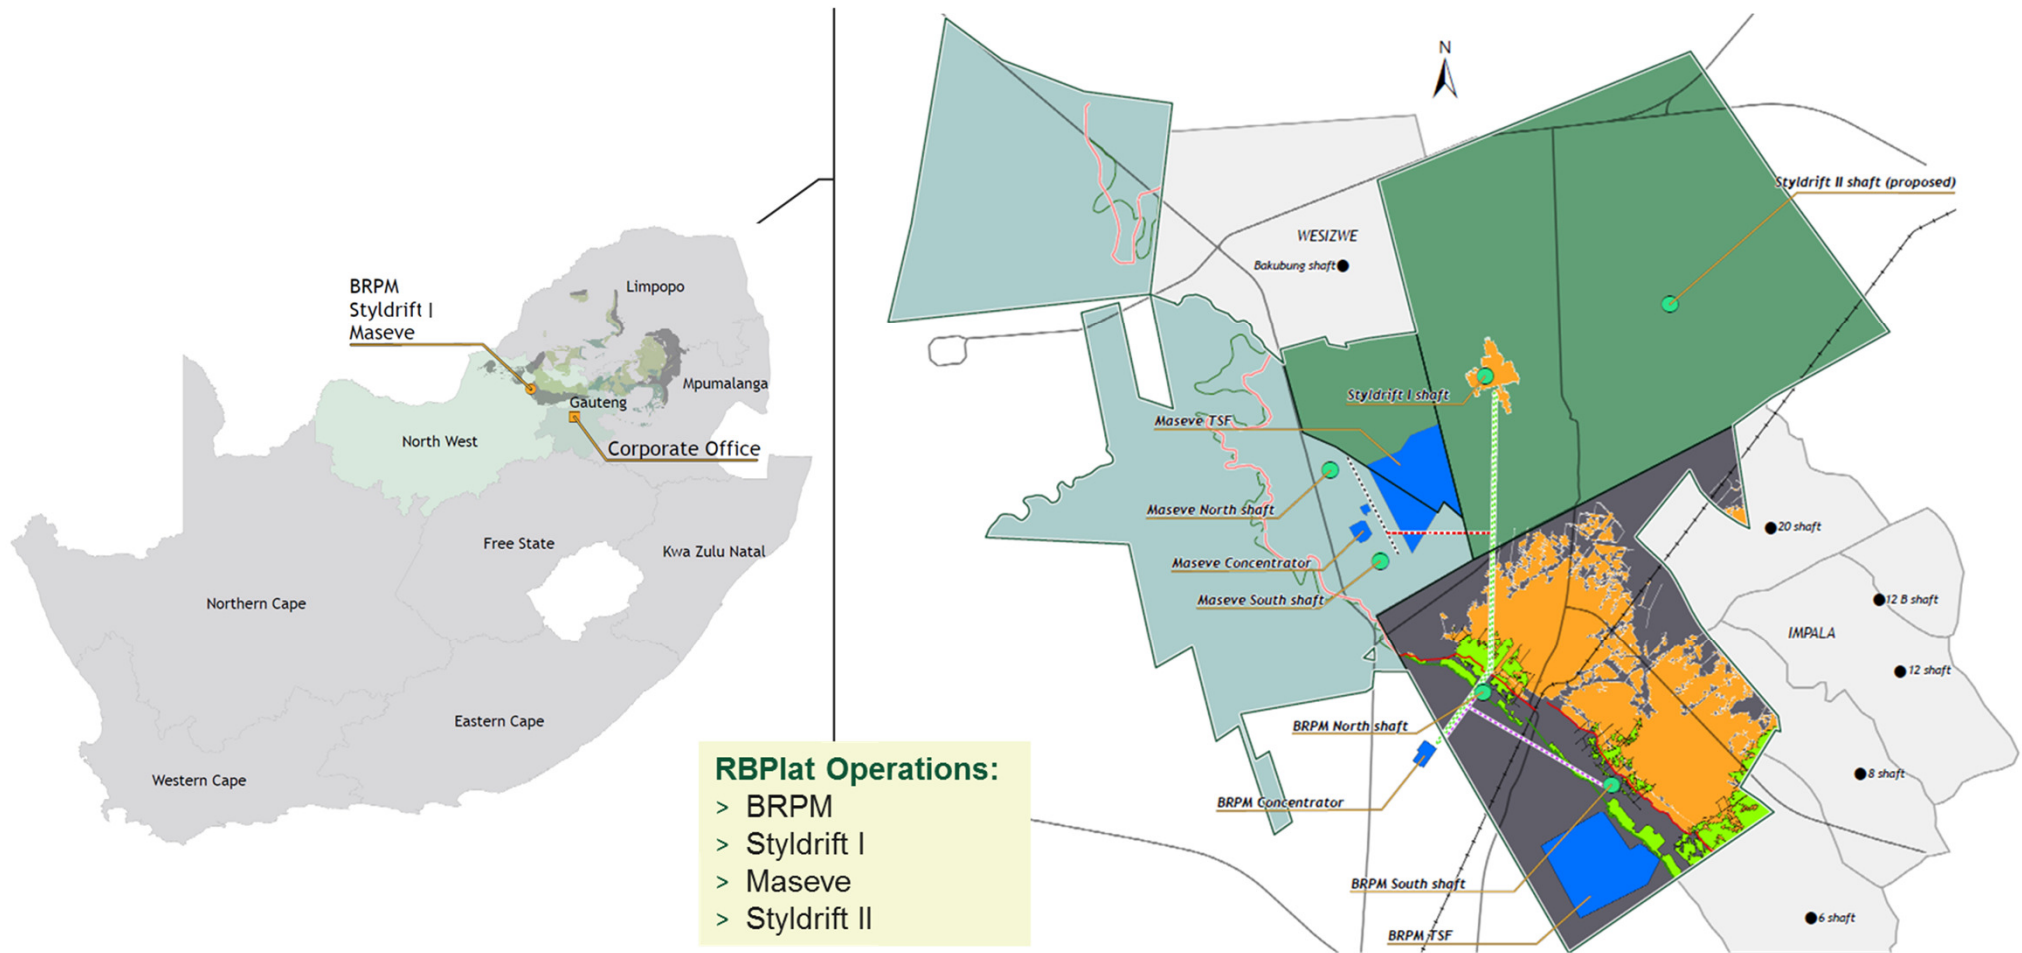 BRPM
Styldrift I
Maseve
Limpopo
Mpumalanga
Gauteng
North West
Corporate Office
Free State
Kwa Zulu Natal
Northern Cape
Eastern Cape
Western Cape
RBPlat Operations:
> BRPM
> Styldrift I
> Maseve
> Styldrift II
N
Styldrift II shaft (proposed)
WESIZWE
Bakubung shaft
Styldrift I shaft
Maseve TSF
Maseve North shaft
20 shaft
Maseve Concentrator
Maseve South shaft
12 B shaft
IMPALA
12 shaft
BRPM North shaft
8 shaft
BRPM Concentrator
BRPM South shaft
6 shaft
BRPM TSF